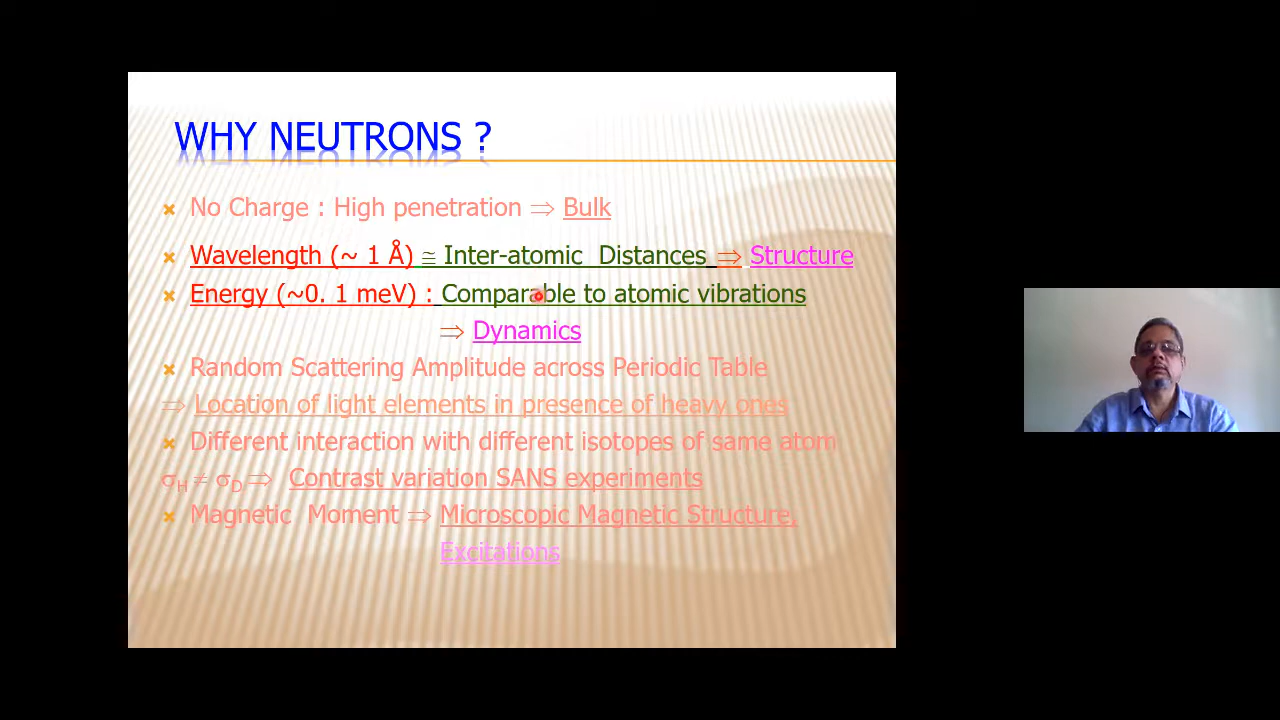 WHY NEUTRONS ?
No Charge : High penetration ⇒ Bulk
Wavelength (~ 1 Å) ≅ Inter-atomic Distances ⇒ Structure
Energy (~0. 1 meV) : Comparable to atomic vibrations
⇒ Dynamics
Random Scattering Amplitude across Periodic Table
⇒ Location of light elements in presence of heavy ones
Different interaction with different isotopes of same atom
σH ≠ σD ⇒ Contrast variation SANS experiments
Magnetic Moment ⇒ Microscopic Magnetic Structure,
Excitations